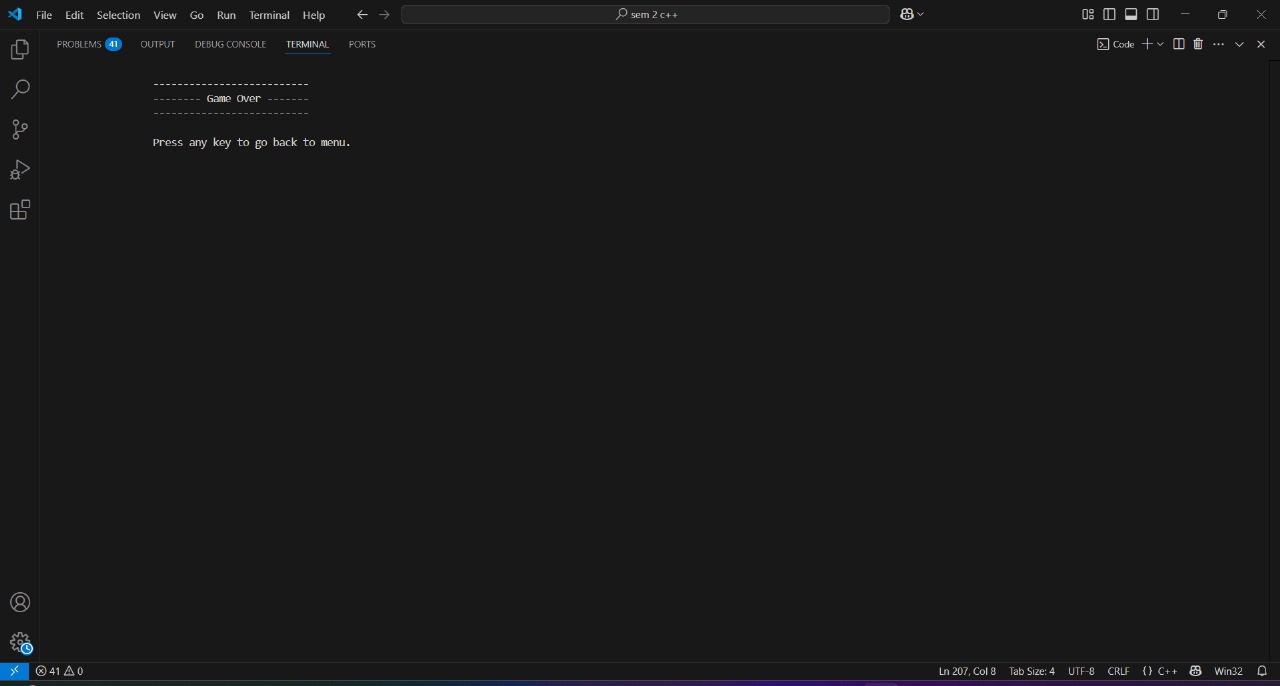 File Edit Selection View Go Run Terminal Help sem 2 c++
PROBLEMS 41 OUTPUT DEBUG CONSOLE TERMINAL PORTS Code
--------------------------
-------- Game Over -------
--------------------------
Press any key to go back to menu.
41 0 Ln 207, Col 8 Tab Size: 4 UTF-8 CRLF {} C++ Win32